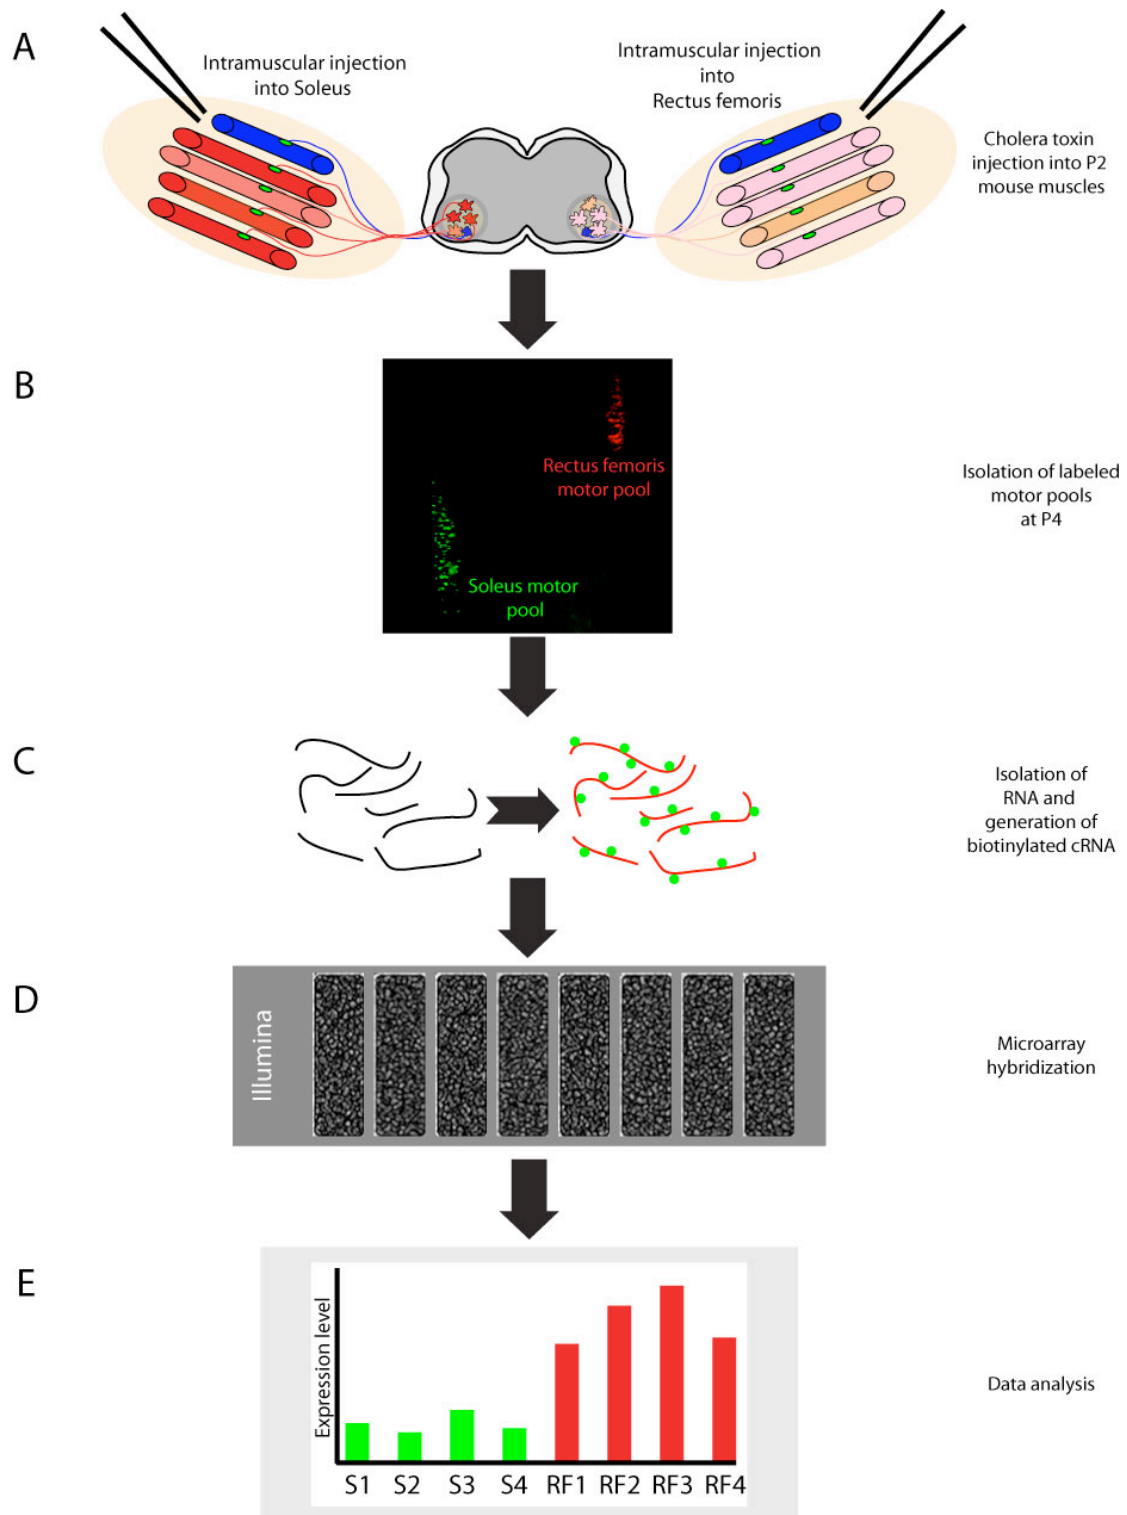 A
Intramuscular injection
into Soleus
Intramuscular injection
into
Rectus femoris
Cholera toxin
injection into P2
mouse muscles
B
Rectus femoris
motor pool
Soleus motor
pool
Isolation of labeled
motor pools
at P4
C
Isolation of
RNA and
generation of
biotinylated cRNA
D
Illumina
Microarray
hybridization
E
Expression level
S1 S2 S3 S4 RF1 RF2 RF3 RF4
Data analysis